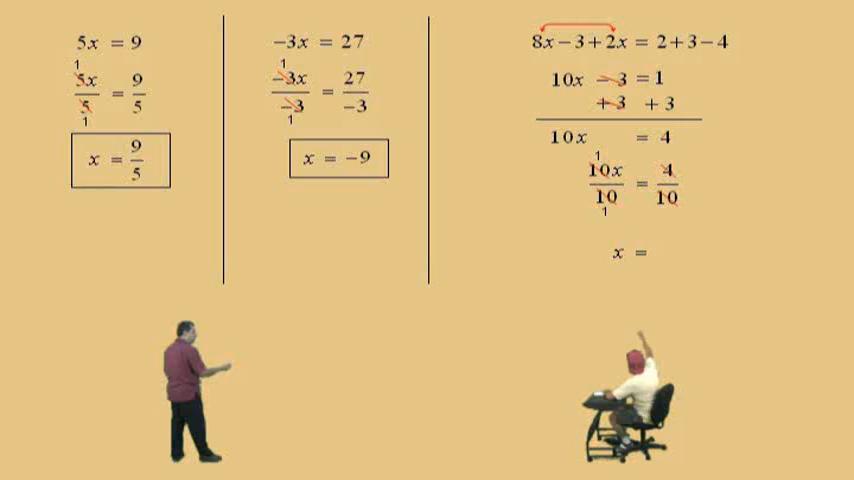 5x = 9
1
5x/5 = 9/5
1
x = 9/5
-3x = 27
1
-3x/-3 = 27/-3
1
x = -9
8x-3+2x = 2+3-4
10x -3 = 1
+3 +3
10x = 4
1
10x/10 = 4/10
1
x =